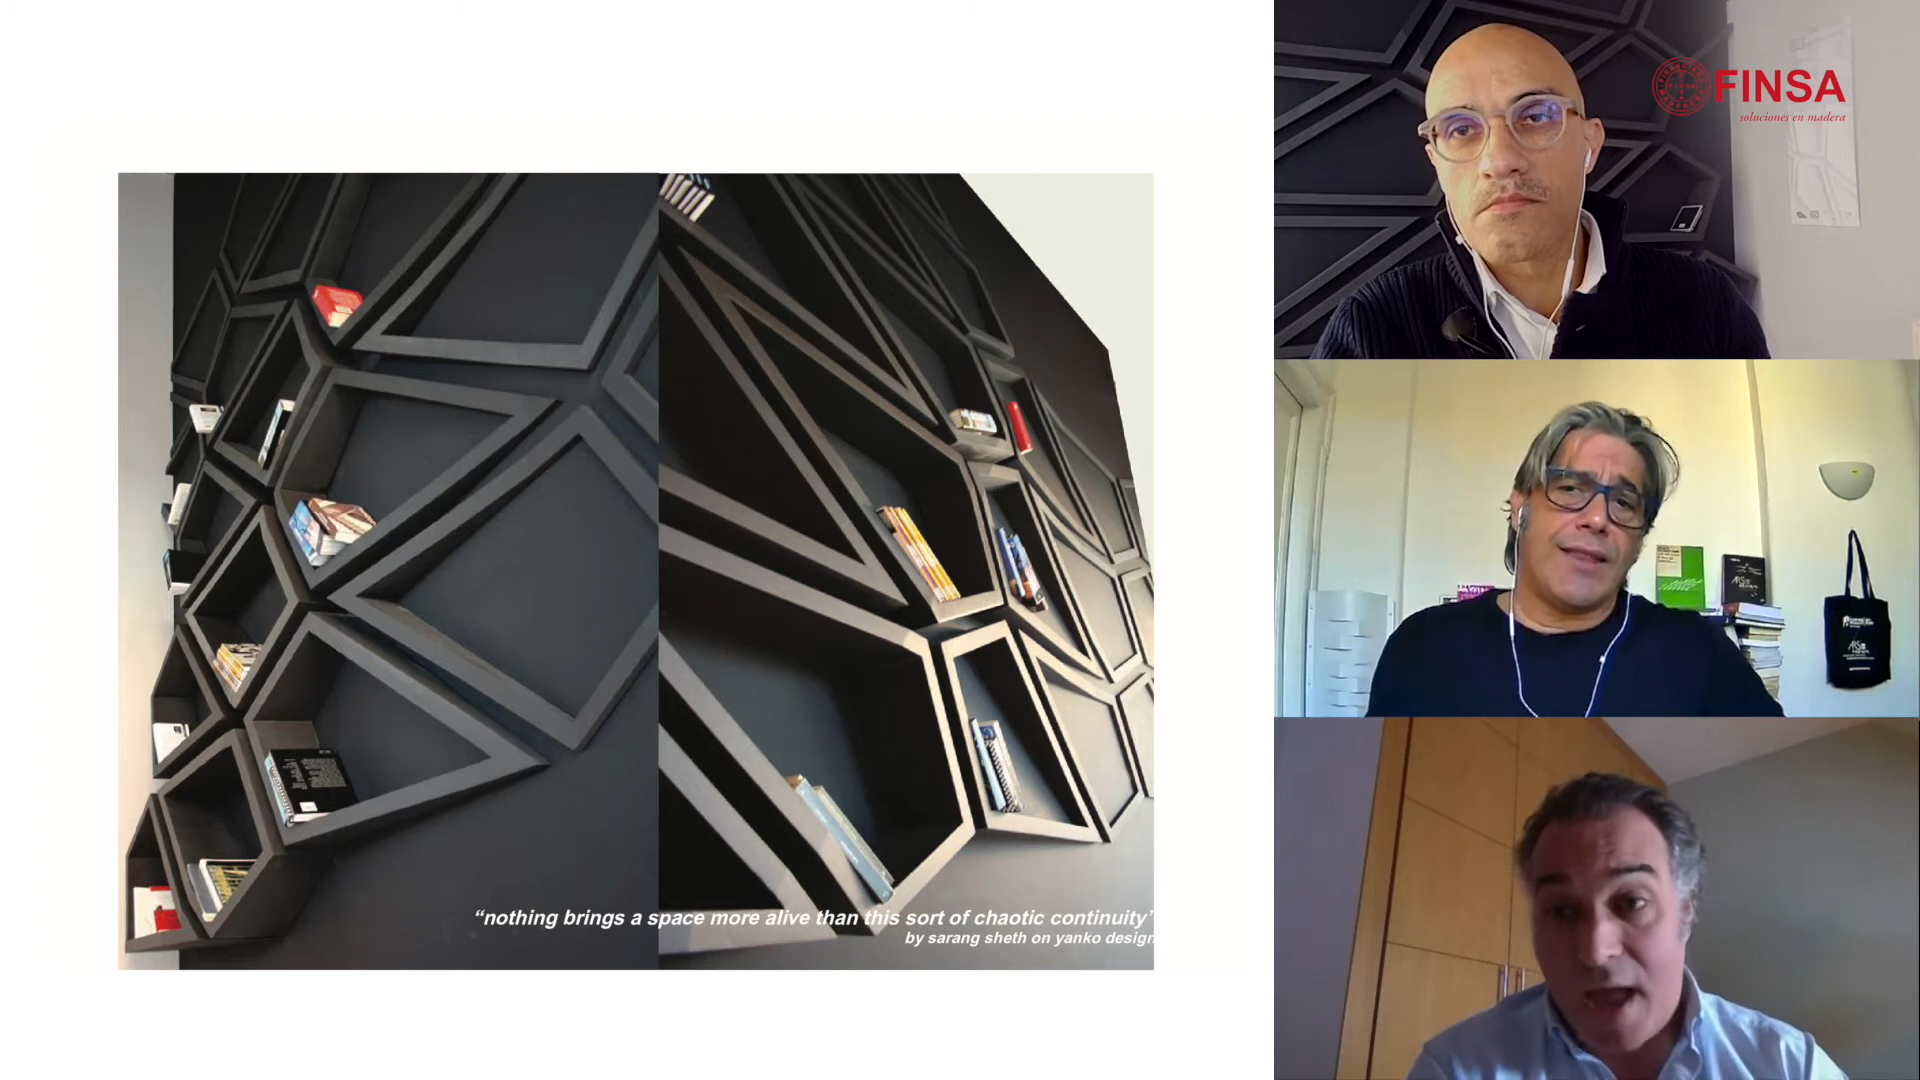 FINSA
soluciones en madera
“nothing brings a space more alive than this sort of chaotic continuity”
by sarang sheth on yanko design